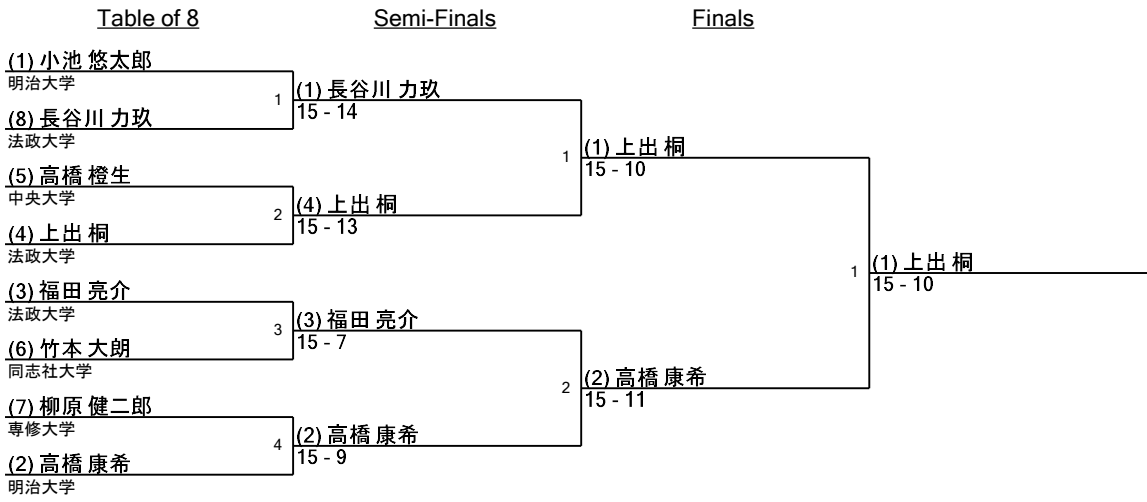 Table of 8
Semi-Finals
Finals
(1) 小池 悠太郎
明治大学
(8) 長谷川 力玖
法政大学
(5) 高橋 橙生
中央大学
(4) 上出 桐
法政大学
(3) 福田 亮介
法政大学
(6) 竹本 大朗
同志社大学
(7) 柳原 健二郎
専修大学
(2) 高橋 康希
明治大学
1
(1) 長谷川 力玖
15 - 14
2
(4) 上出 桐
15 - 13
3
(3) 福田 亮介
15 - 7
4
(2) 高橋 康希
15 - 9
1
(1) 上出 桐
15 - 10
2
(2) 高橋 康希
15 - 11
1
(1) 上出 桐
15 - 10